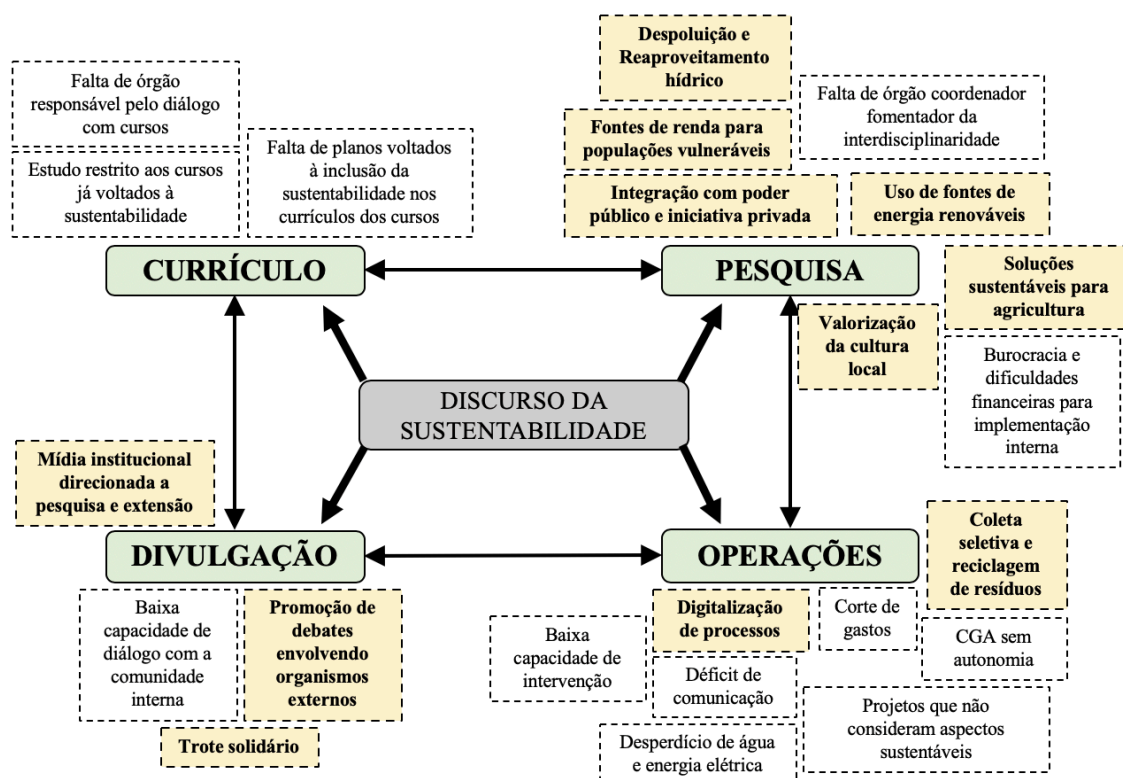 Falta de órgão
responsável pelo diálogo
com cursos
Estudo restrito aos cursos
já voltados à
sustentabilidade
Falta de planos voltados
à inclusão da
sustentabilidade nos
currículos dos cursos
CURRÍCULO
Despoluição e
Reaproveitamento
hídrico
Fontes de renda para
populações vulneráveis
Integração com poder
público e iniciativa privada
Falta de órgão coordenador
fomentador da
interdisciplinaridade
Uso de fontes de
energia renováveis
PESQUISA
Soluções
sustentáveis para
agricultura
Valorização
da cultura
local
Burocracia e
dificuldades
financeiras para
implementação
interna
DISCURSO DA
SUSTENTABILIDADE
Mídia institucional
direcionada a
pesquisa e extensão
DIVULGAÇÃO
Baixa
capacidade de
diálogo com a
comunidade
interna
Promoção de
debates
envolvendo
organismos
externos
Trote solidário
OPERAÇÕES
Coleta
seletiva e
reciclagem
de resíduos
Baixa
capacidade de
intervenção
Digitalização
de processos
Corte de
gastos
CGA sem
autonomia
Déficit de
comunicação
Desperdício de água
e energia elétrica
Projetos que não
consideram aspectos
sustentáveis